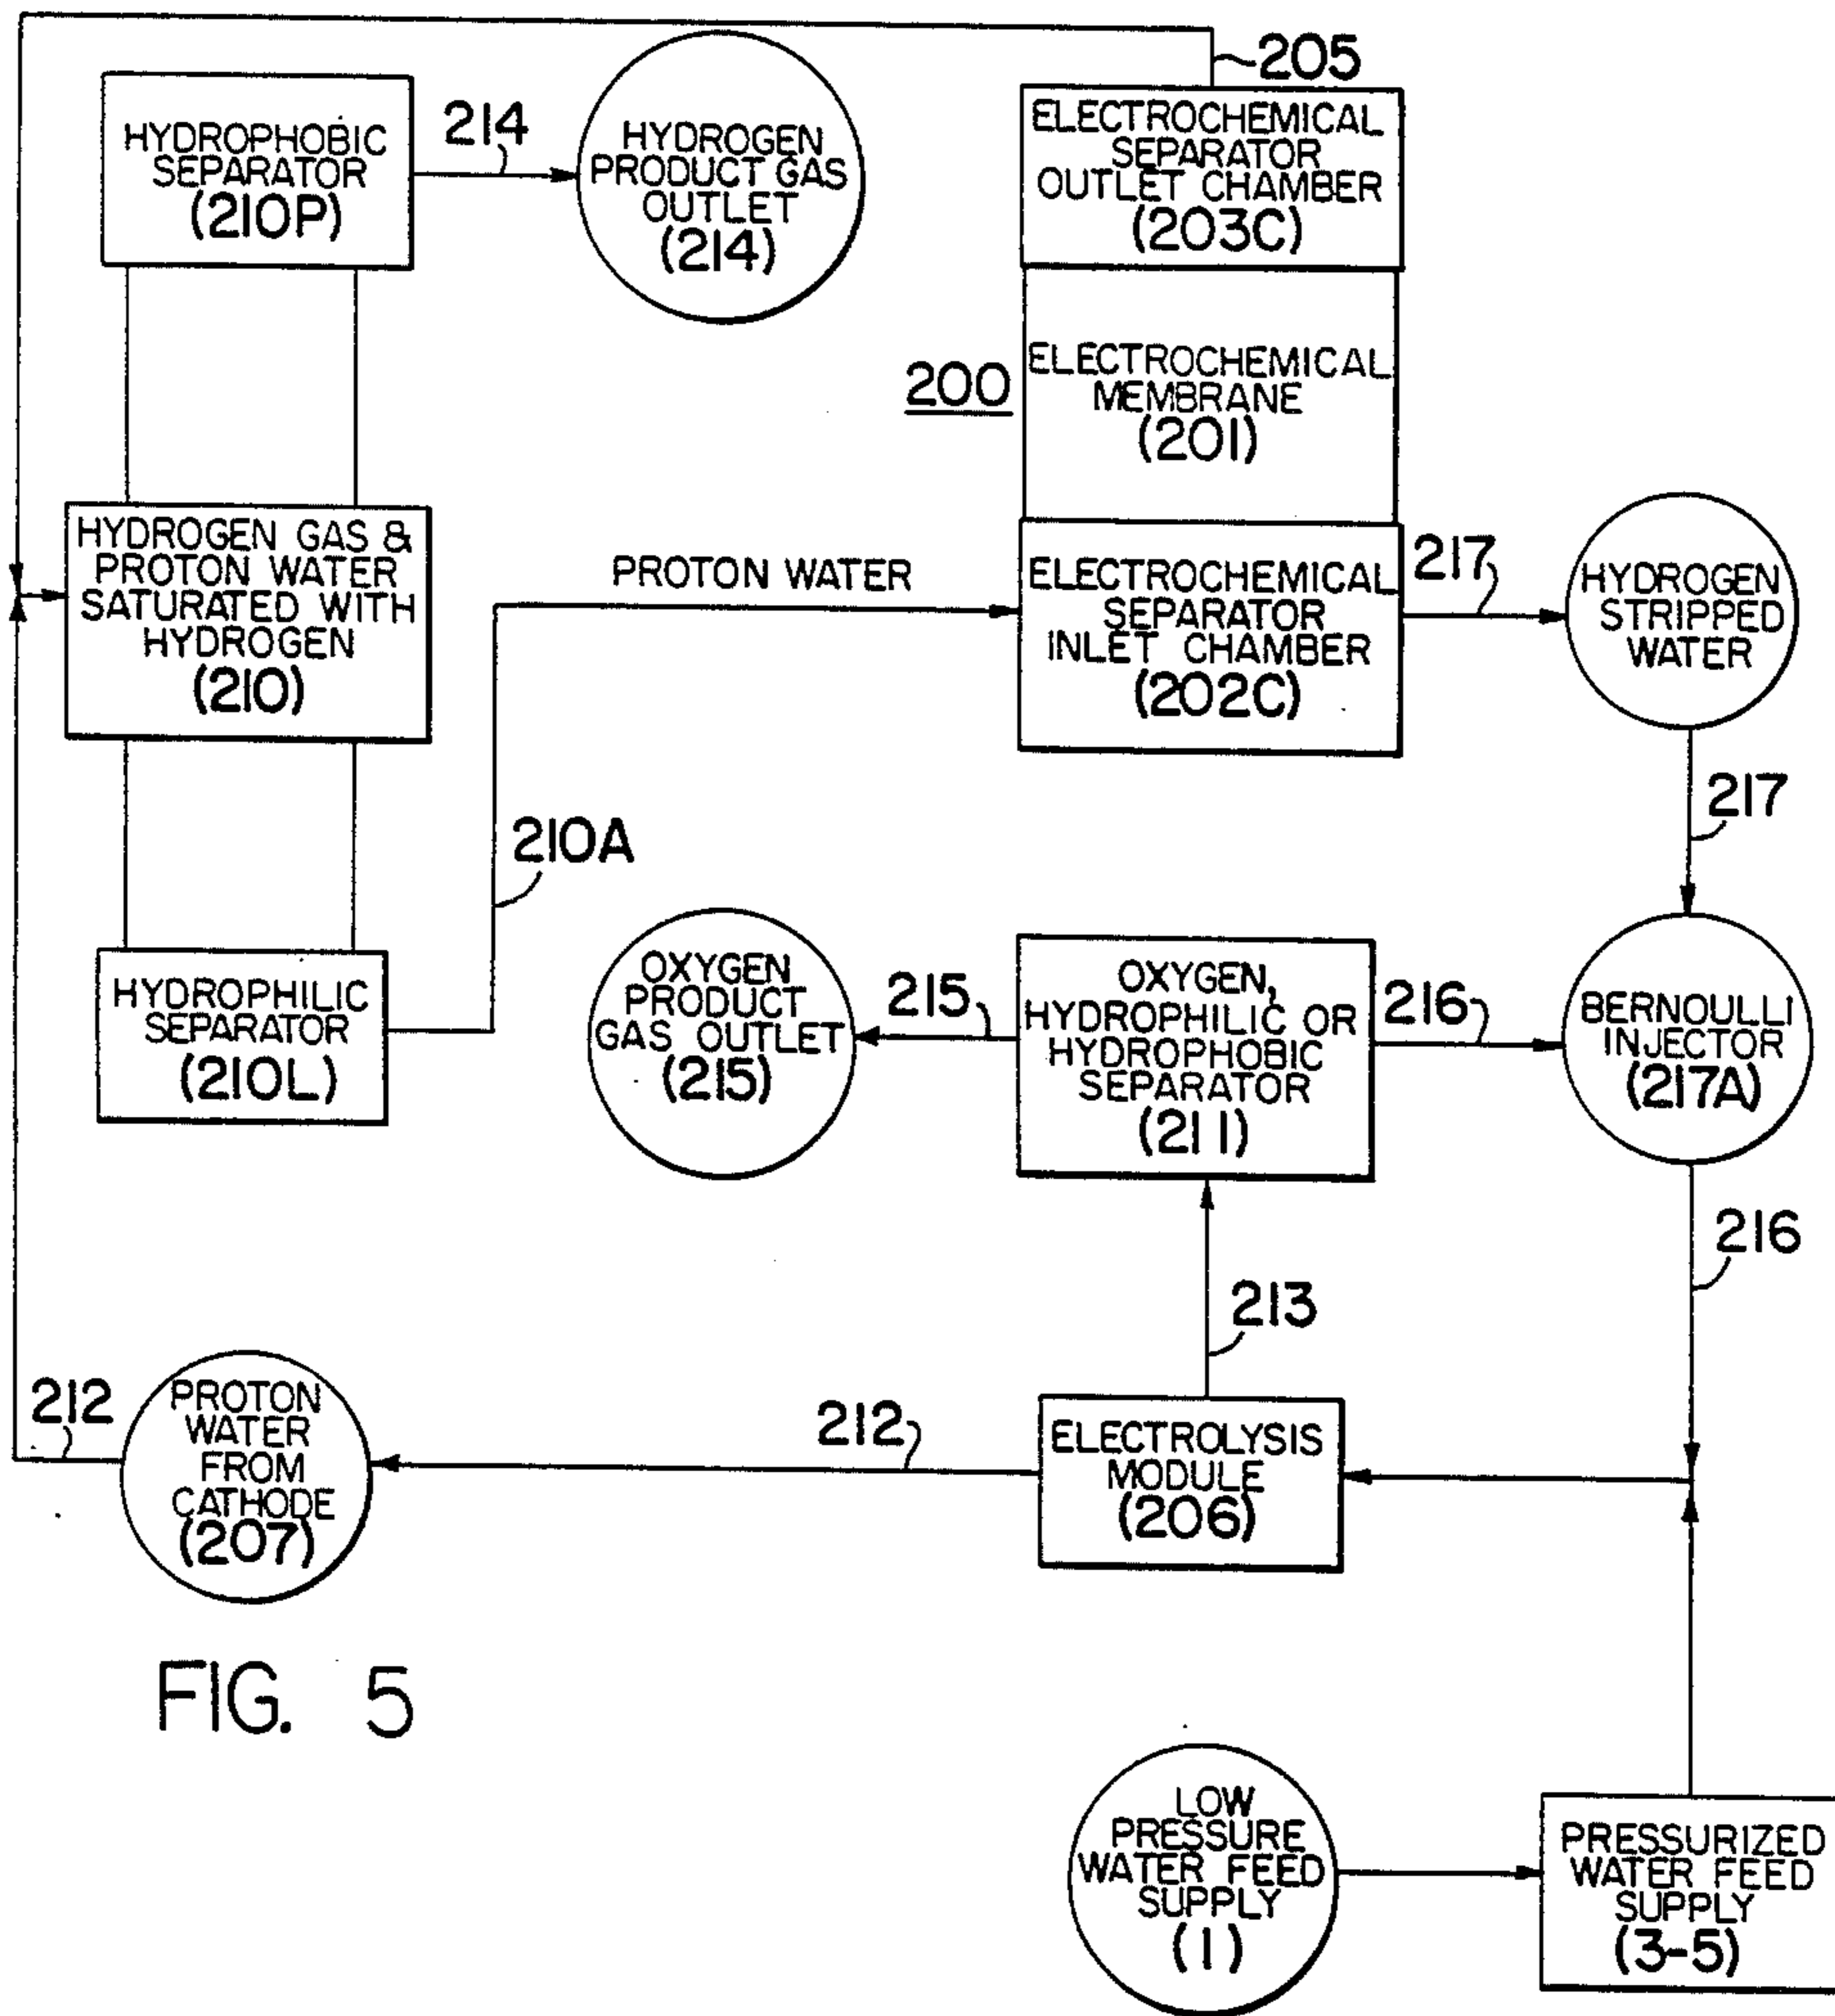 205
HYDROPHOBIC
SEPARATOR
(210P)
214
HYDROGEN
PRODUCT GAS
OUTLET
(214)
ELECTROCHEMICAL
SEPARATOR
OUTLET CHAMBER
(203C)
200
ELECTROCHEMICAL
MEMBRANE
(201)
HYDROGEN GAS &
PROTON WATER
SATURATED WITH
HYDROGEN
(210)
PROTON WATER
ELECTROCHEMICAL
SEPARATOR
INLET CHAMBER
(202C)
217
HYDROGEN
STRIPPED
WATER
217
210A
HYDROPHILIC
SEPARATOR
(210L)
OXYGEN
PRODUCT
GAS OUTLET
(215)
215
OXYGEN,
HYDROPHILIC OR
HYDROPHOBIC
SEPARATOR
(211)
216
BERNOULLI
INJECTOR
(217A)
216
213
212
PROTON
WATER
FROM
CATHODE
(207)
212
ELECTROLYSIS
MODULE
(206)
FIG. 5
LOW
PRESSURE
WATER FEED
SUPPLY
(1)
PRESSURIZED
WATER FEED
SUPPLY
(3-5)